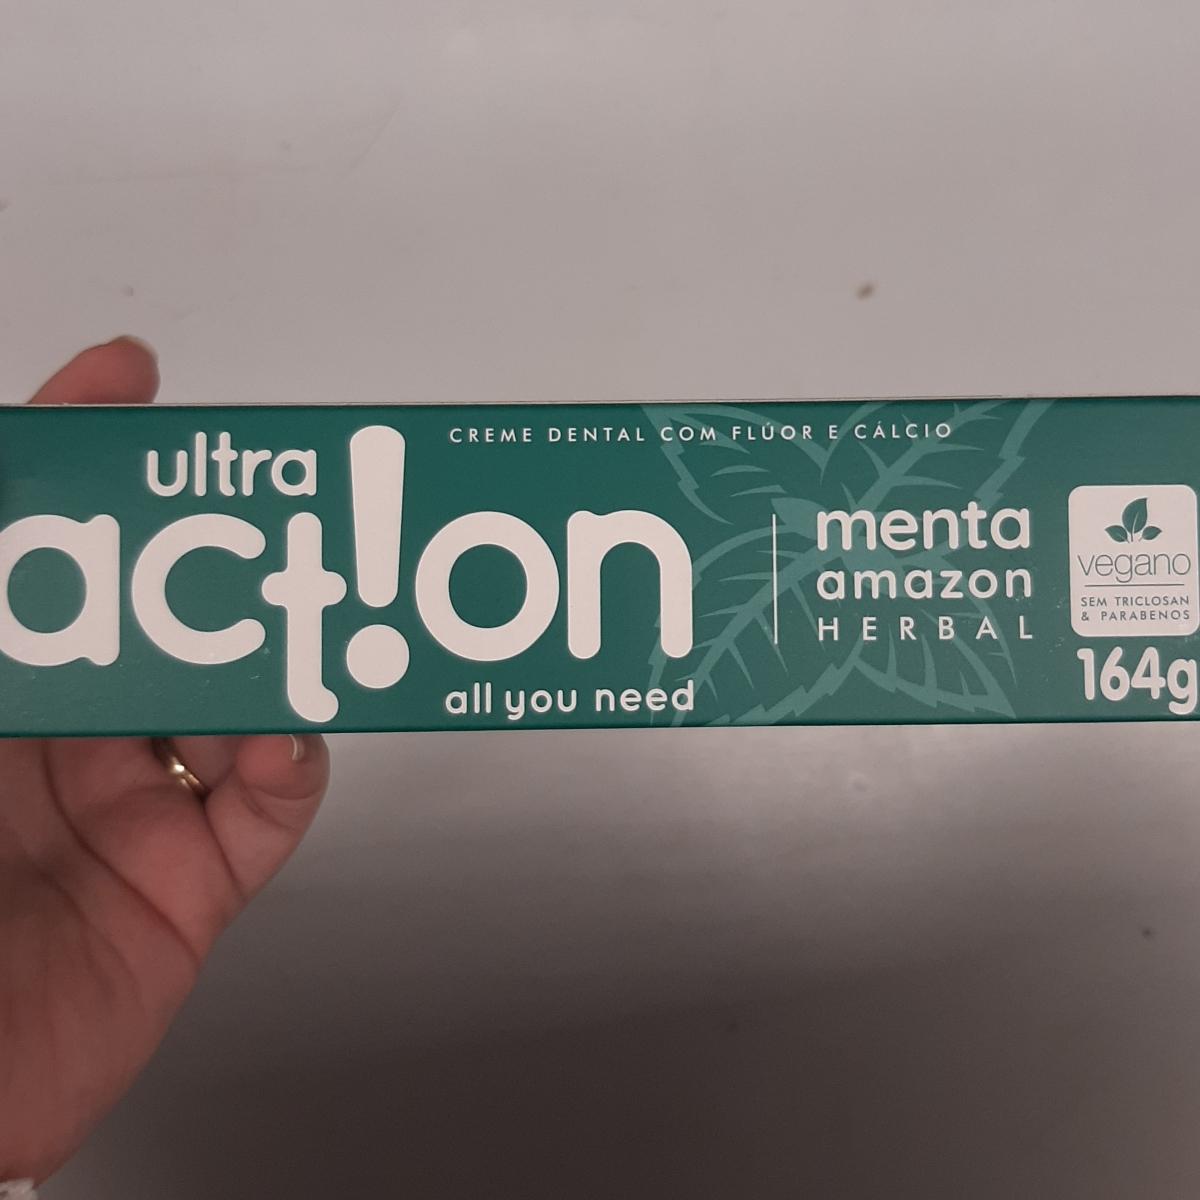 CREME DENTAL COM FLÚOR E CÁLCIO
ultra
act!on
all you need
menta
amazon
HERBAL
vegano
SEM TRICLOSAN
& PARABENOS
164g